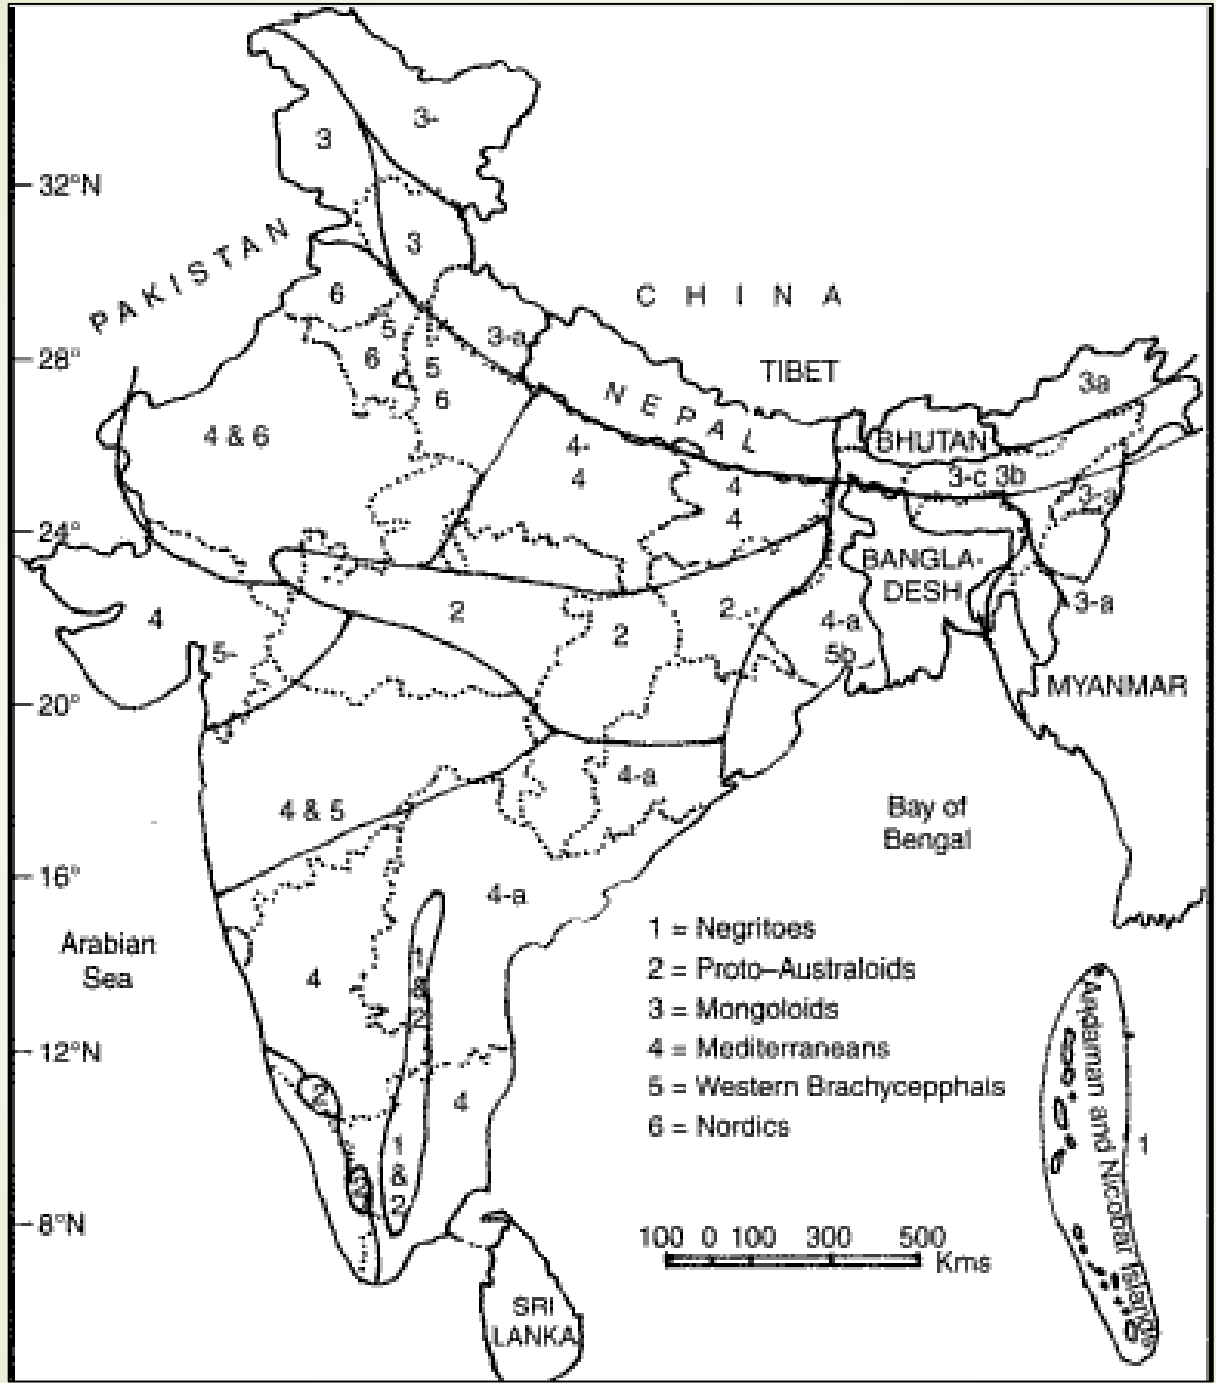 3-
3
32°N
PAKISTAN
3
CHINA
6
5
3-a
28°
6
5
TIBET
3a
NEPAL
6
4 & 6
4-
4
BHUTAN
3-c 3b
4
3-a
4
24°
BANGLA-
DESH
2
2
2
3-a
4
4-a
5-
5b
MYANMAR
20°
4-a
4 & 5
Bay of
Bengal
16°
4-a
1 = Negritoes
Arabian
Sea
2 = Proto–Australoids
4
1 & 2
3 = Mongoloids
12°N
4 = Mediterraneans
5 = Western Brachycepphals
2
4
6 = Nordics
Andaman and Nicobar Islands
1
1 & 2
2
8°N
100 0 100 300 500
Kms
SRI
LANKA